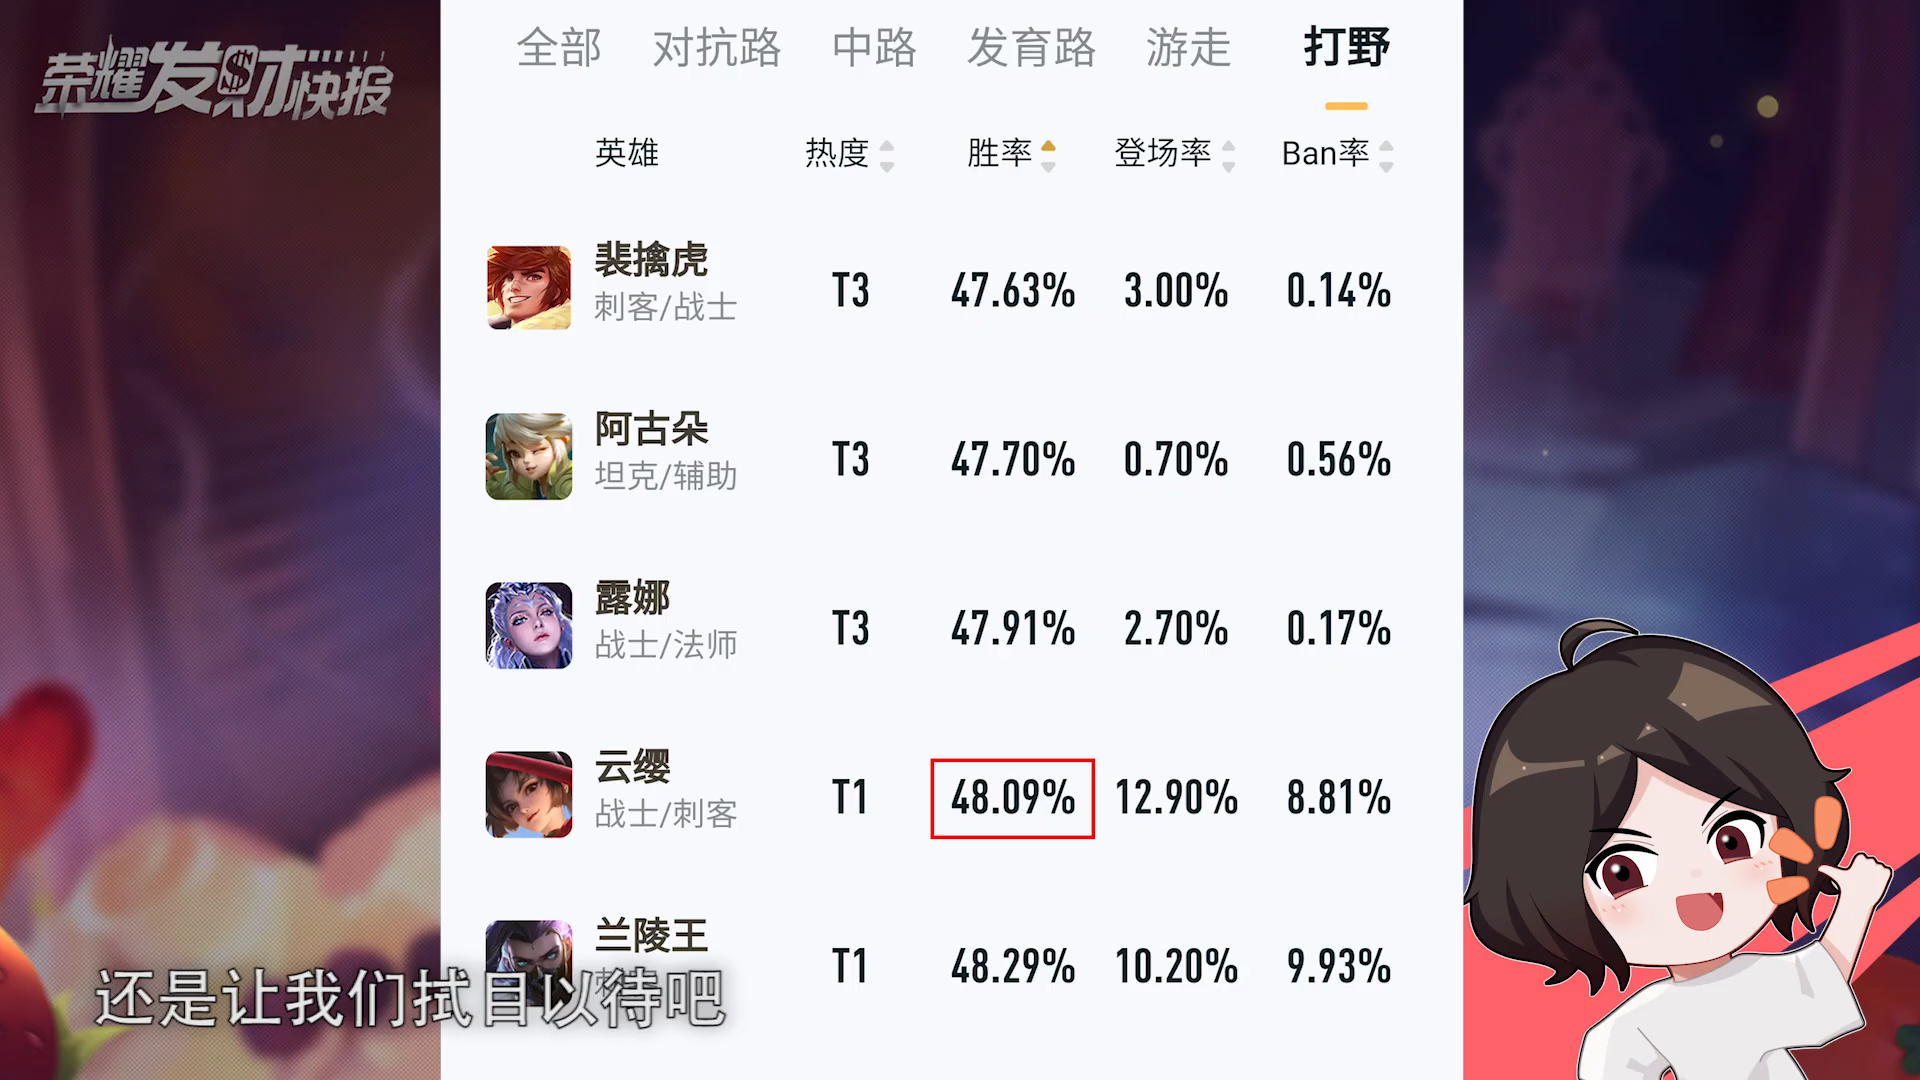 荣耀发财快报
全部 对抗路 中路 发育路 游走 打野
英雄 热度 胜率 登场率 Ban率
裴擒虎
刺客/战士
T3 47.63% 3.00% 0.14%
阿古朵
坦克/辅助
T3 47.70% 0.70% 0.56%
露娜
战士/法师
T3 47.91% 2.70% 0.17%
云缨
战士/刺客
T1 48.09% 12.90% 8.81%
兰陵王
刺客
T1 48.29% 10.20% 9.93%
还是让我们拭目以待吧